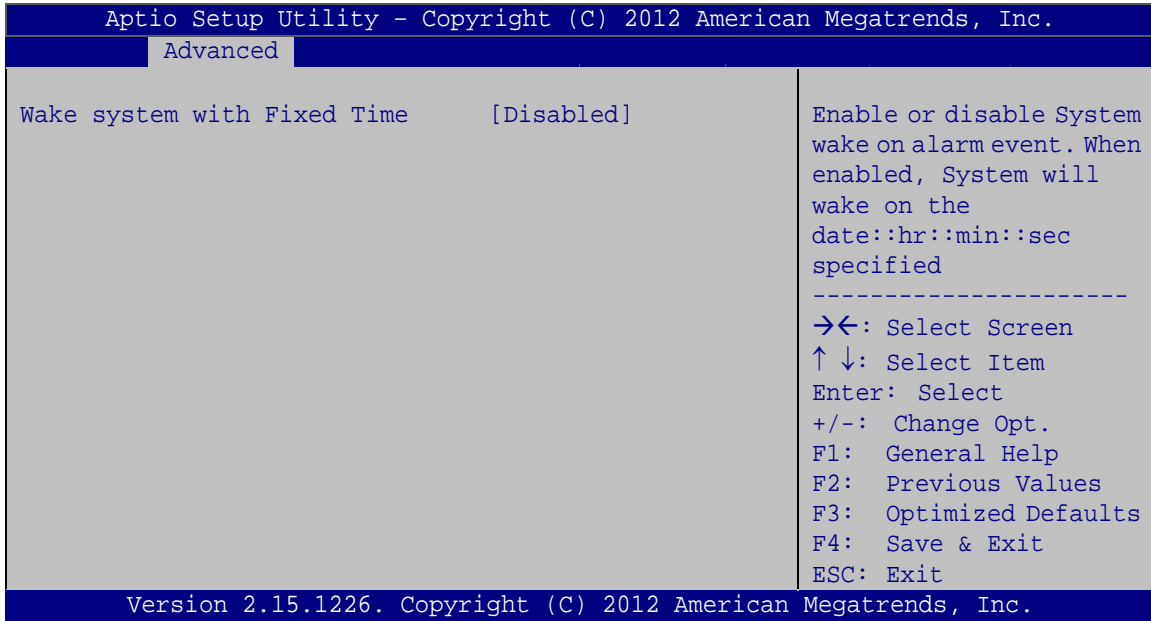 Aptio Setup Utility – Copyright (C) 2012 American Megatrends, Inc.
Advanced
Wake system with Fixed Time [Disabled]
Enable or disable System
wake on alarm event. When
enabled, System will
wake on the
date::hr::min::sec
specified
----------------------
→←: Select Screen
↑ ↓: Select Item
Enter: Select
+/-: Change Opt.
F1: General Help
F2: Previous Values
F3: Optimized Defaults
F4: Save & Exit
ESC: Exit
Version 2.15.1226. Copyright (C) 2012 American Megatrends, Inc.